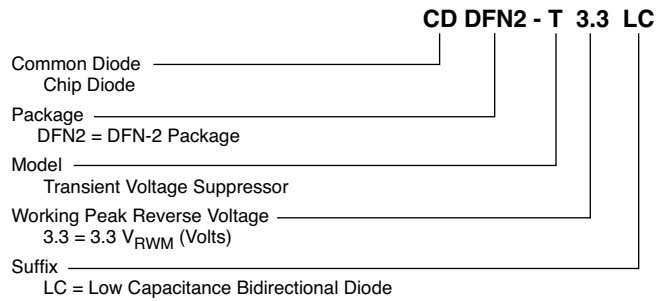 CD DFN2 - T 3.3 LC
Common Diode
Chip Diode
Package
DFN2 = DFN-2 Package
Model
Transient Voltage Suppressor
Working Peak Reverse Voltage
3.3 = 3.3 VRWM (Volts)
Suffix
LC = Low Capacitance Bidirectional Diode